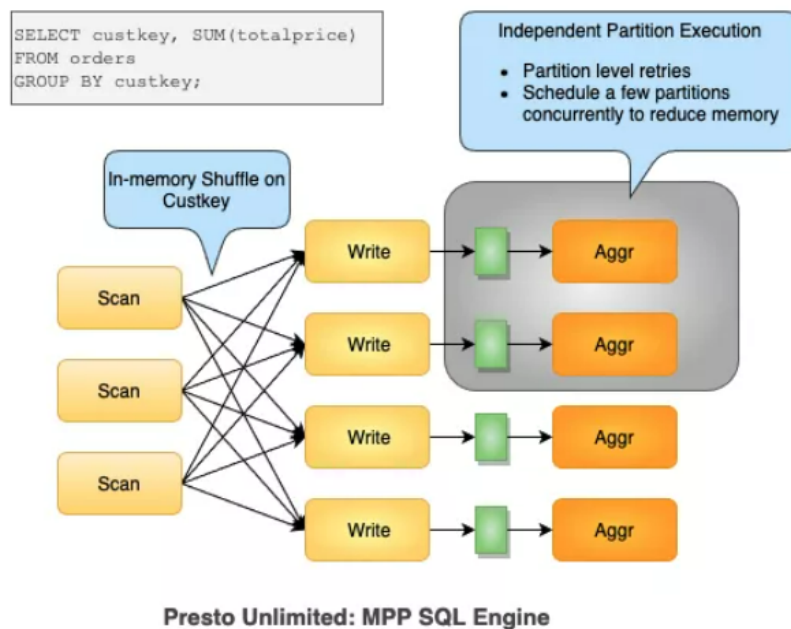 SELECT custkey, SUM(totalprice)
FROM orders
GROUP BY custkey;
Independent Partition Execution
• Partition level retries
• Schedule a few partitions
concurrently to reduce memory
In-memory Shuffle on
Custkey
Scan
Scan
Scan
Write
Write
Write
Write
Aggr
Aggr
Aggr
Aggr
Presto Unlimited: MPP SQL Engine